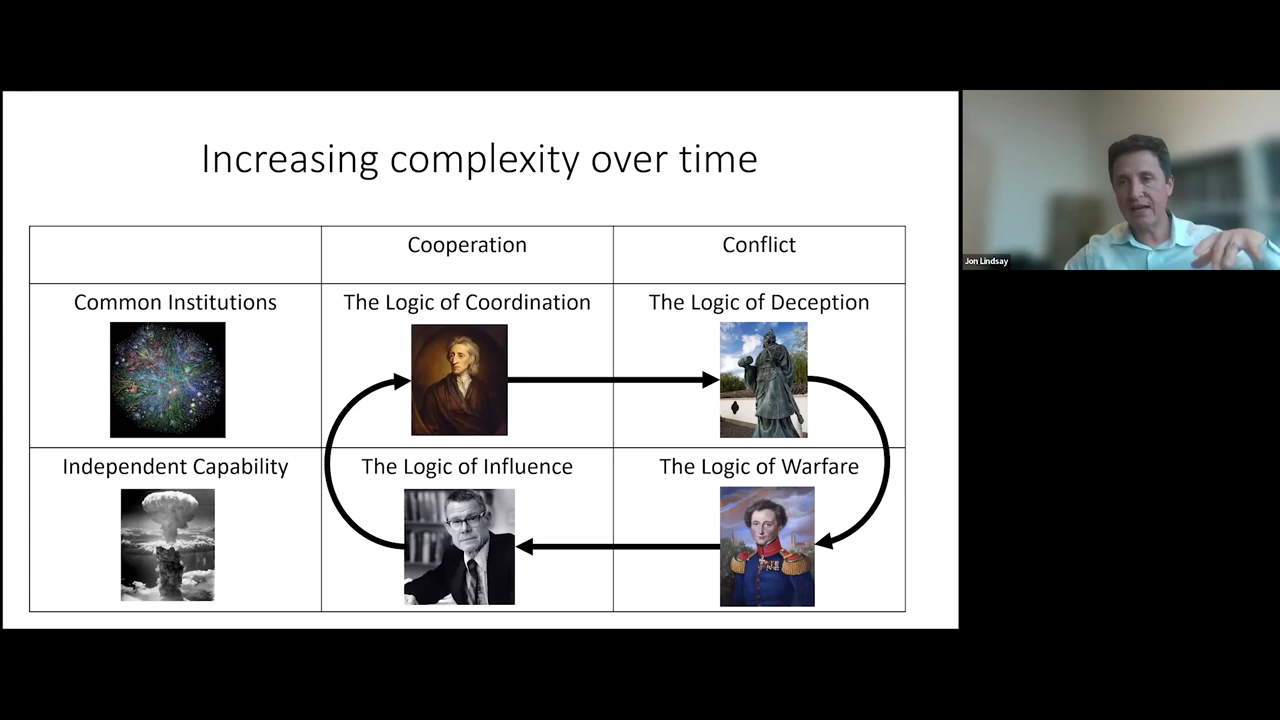 Increasing complexity over time
Cooperation
Conflict
Common Institutions
The Logic of Coordination
The Logic of Deception
Independent Capability
The Logic of Influence
The Logic of Warfare
Jon Lindsay